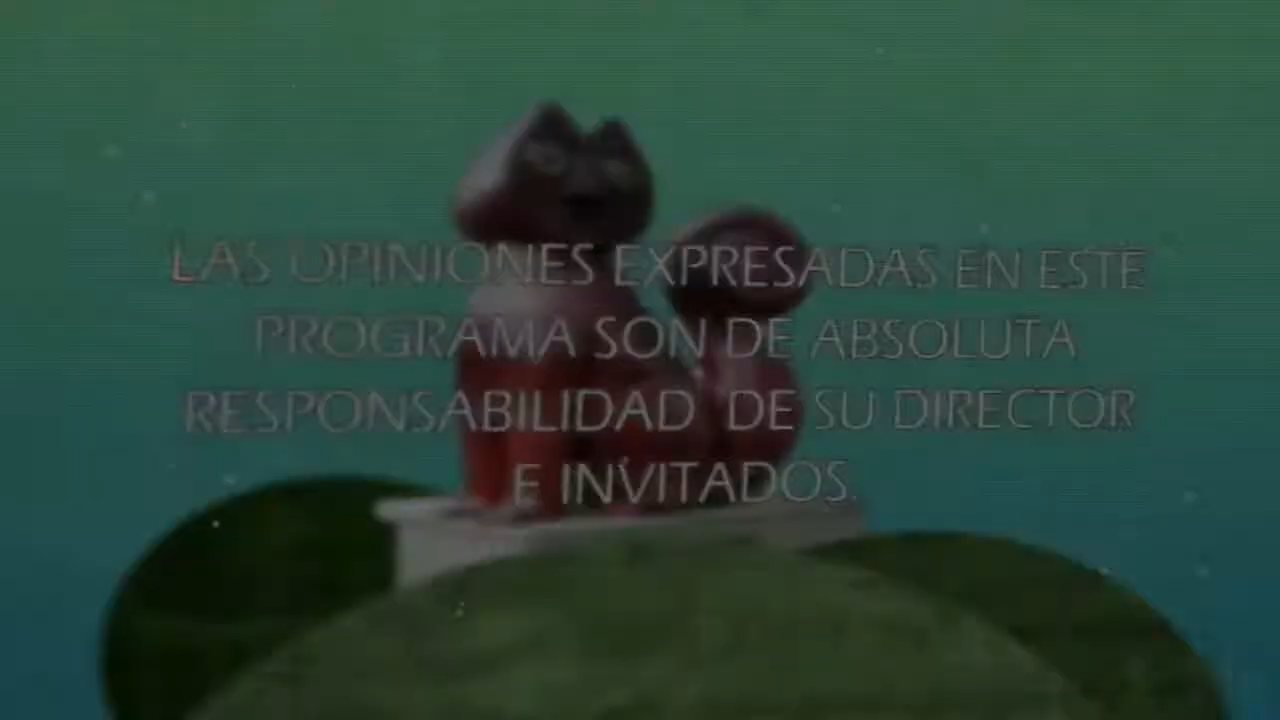 LAS OPINIONES EXPRESADAS EN ESTE
PROGRAMA SON DE ABSOLUTA
RESPONSABILIDAD DE SU DIRECTOR
E INVITADOS.